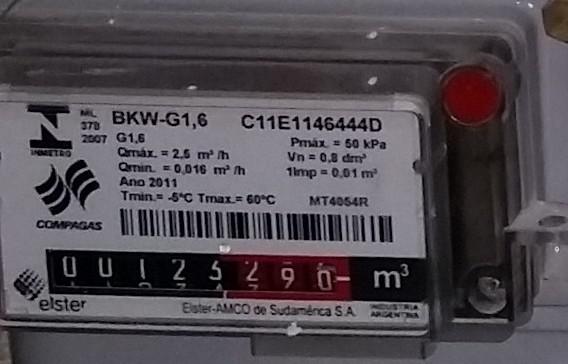 INMETRO
ML
378
2007
BKW-G1,6 C11E1146444D
G1,6
Qmáx. = 2,5 m³/h
Qmin. = 0,016 m³/h
Ano 2011
Tmin.= -5°C Tmax.= 60°C
Pmáx. = 50 kPa
Vn = 0,8 dm³
1Imp = 0,01 m³
MT4054R
COMPAGAS
00123290 m³
elster
Elster-AMCO de Sudamérica S.A.
INDUSTRIA
ARGENTINA